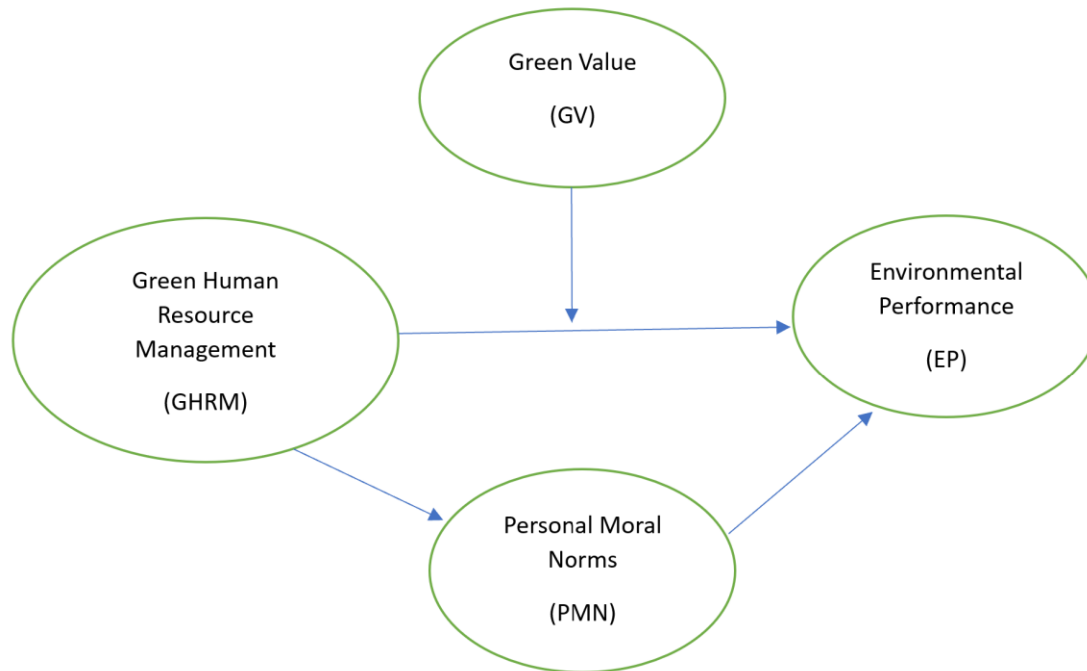 Green Value
(GV)
Green Human
Resource
Management
(GHRM)
Environmental
Performance
(EP)
Personal Moral
Norms
(PMN)